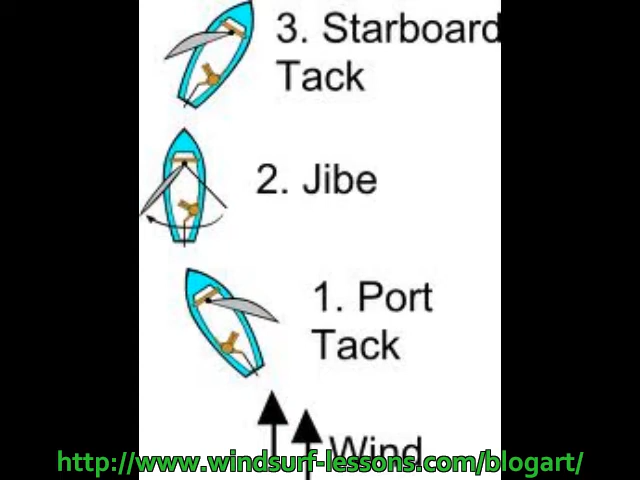 3. Starboard
Tack
2. Jibe
1. Port
Tack
Wind
http://www.windsurf-lessons.com/blogart/